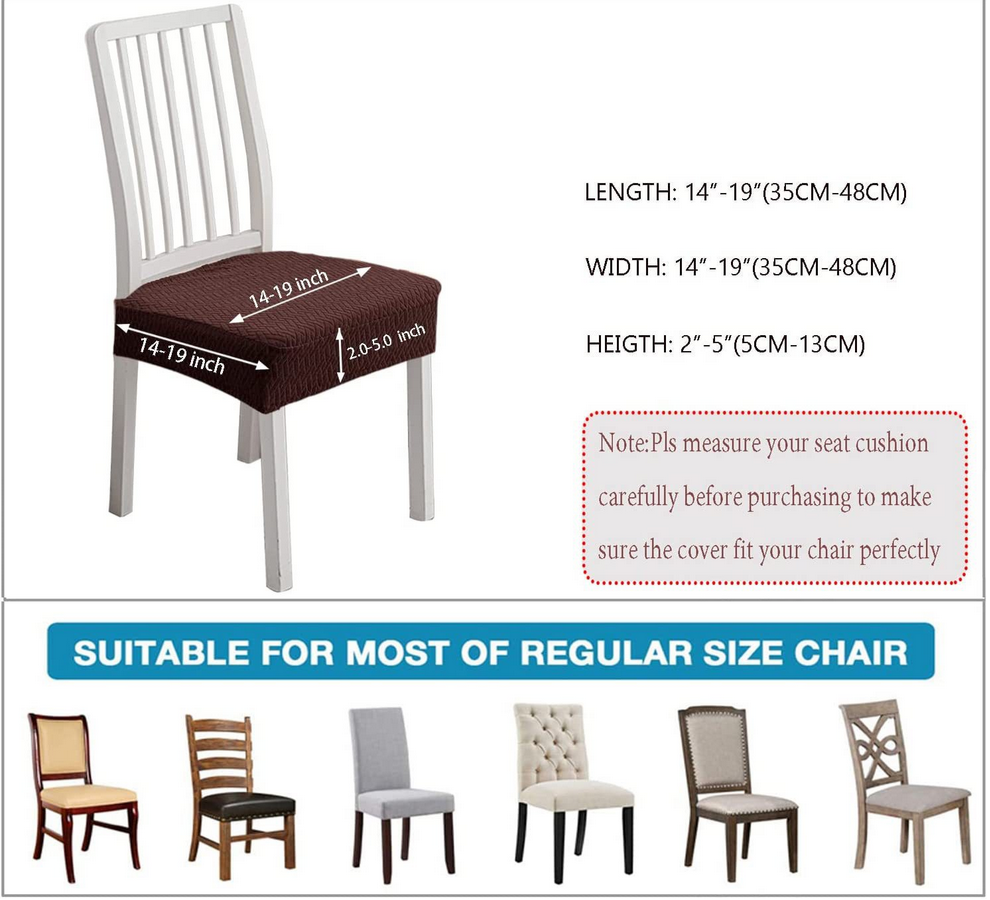 14-19 inch
14-19 inch
2.0-5.0 inch
LENGTH: 14”-19”(35CM-48CM)
WIDTH: 14”-19”(35CM-48CM)
HEIGTH: 2”-5”(5CM-13CM)
Note:Pls measure your seat cushion
carefully before purchasing to make
sure the cover fit your chair perfectly
SUITABLE FOR MOST OF REGULAR SIZE CHAIR